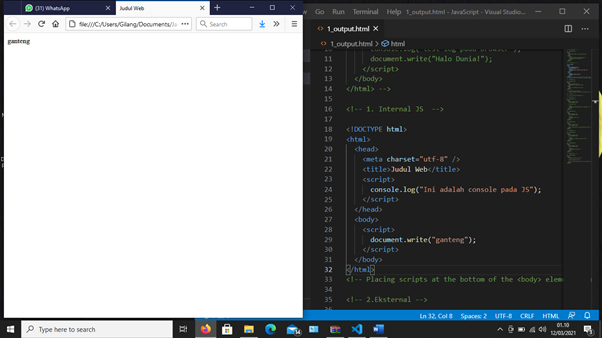 (31) WhatsApp
Judul Web
file:///C:/Users/Gilang/Documents/Ja
Search
ganteng
Go Run Terminal Help 1_output.html - JavaScript - Visual Studio...
1_output.html
1_output.html > html
11 document.write("Halo Dunia!");
12 </script>
13 </body>
14 </html> -->
15
16 <!-- 1. Internal JS -->
17
18 <!DOCTYPE html>
19 <html>
20 <head>
21 <meta charset="utf-8" />
22 <title>Judul Web</title>
23 <script>
24 console.log("Ini adalah console pada JS");
25 </script>
26 </head>
27 <body>
28 <script>
29 document.write("ganteng");
30 </script>
31 </body>
32 </html>
33 <!-- Placing scripts at the bottom of the <body> elem
34
35 <!-- 2.Eksternal -->
Ln 32, Col 8 Spaces: 2 UTF-8 CRLF HTML
Type here to search
01.10
12/03/2021